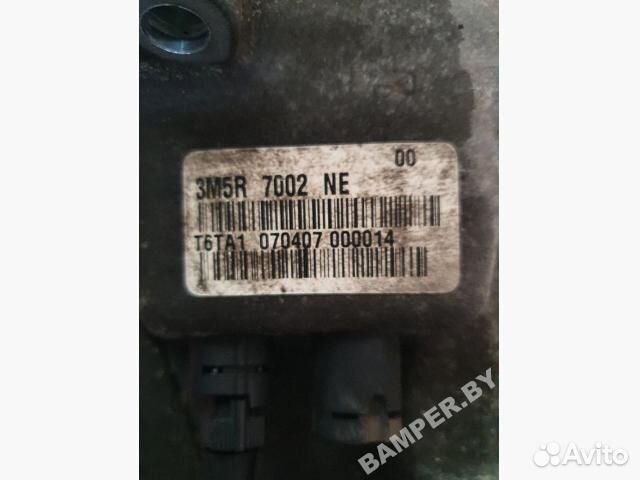 00
3M5R 7002 NE
T6TA1 070407 000014
BAMPER.BY
Avito